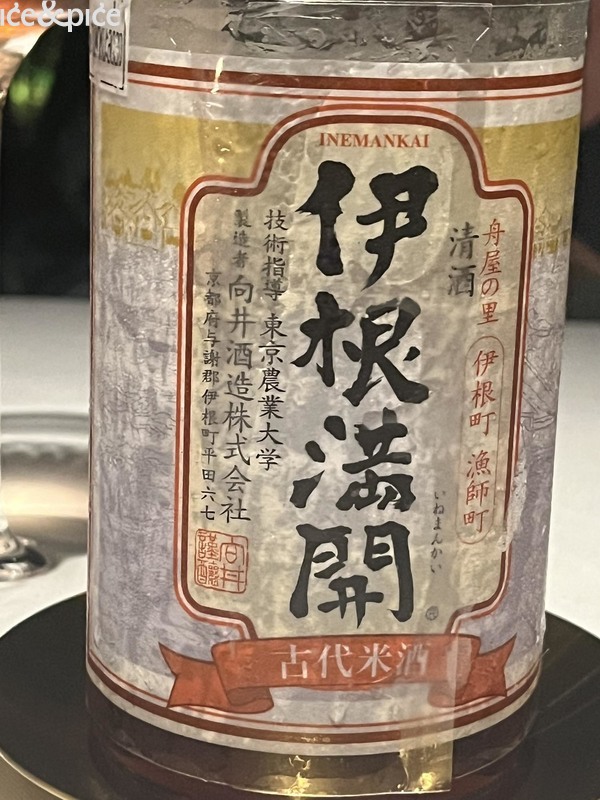 ice&pice
INEMANKAI
舟屋の里
伊根町 漁師町
清酒
伊根満開
いねまんかい
技術指導 東京農業大学
製造者 向井酒造株式会社
京都府与謝郡伊根町平田六七
向井
謹醸
古代米酒